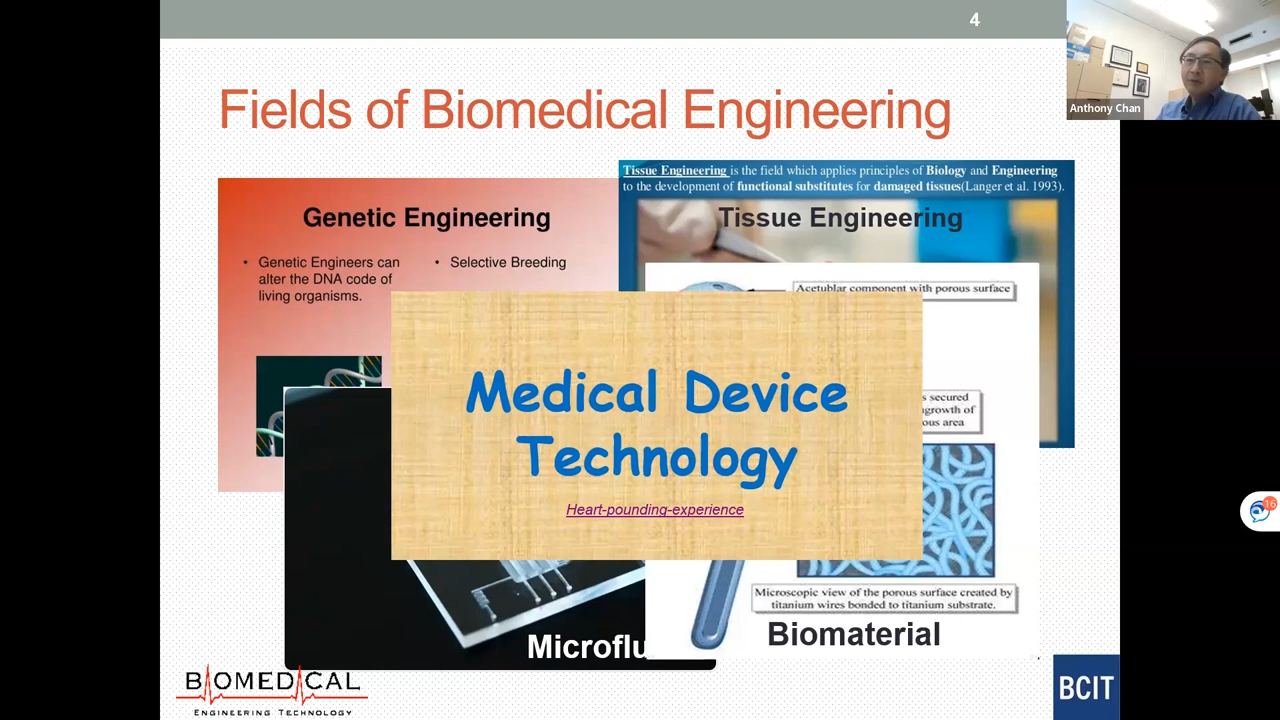 4
Anthony Chan
Fields of Biomedical Engineering
Tissue Engineering is the field which applies principles of Biology and Engineering
to the development of functional substitutes for damaged tissues(Langer et al. 1993).
Genetic Engineering
Tissue Engineering
• Genetic Engineers can
alter the DNA code of
living organisms.
• Selective Breeding
Acetublar component with porous surface
Medical Device
Technology
Heart-pounding-experience
secured
growth of
area
16
Microscopic view of the porous surface created by
titanium wires bonded to titanium substrate.
Biomaterial
Microflu
BIOMEDICAL
ENGINEERING TECHNOLOGY
BCIT